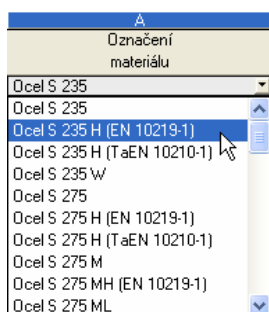 A
Označení
materiálu
Ocel S 235
Ocel S 235
Ocel S 235 H (EN 10219-1)
Ocel S 235 H (TaEN 10210-1)
Ocel S 235 W
Ocel S 275
Ocel S 275 H (EN 10219-1)
Ocel S 275 H (TaEN 10210-1)
Ocel S 275 M
Ocel S 275 MH (EN 10219-1)
Ocel S 275 ML